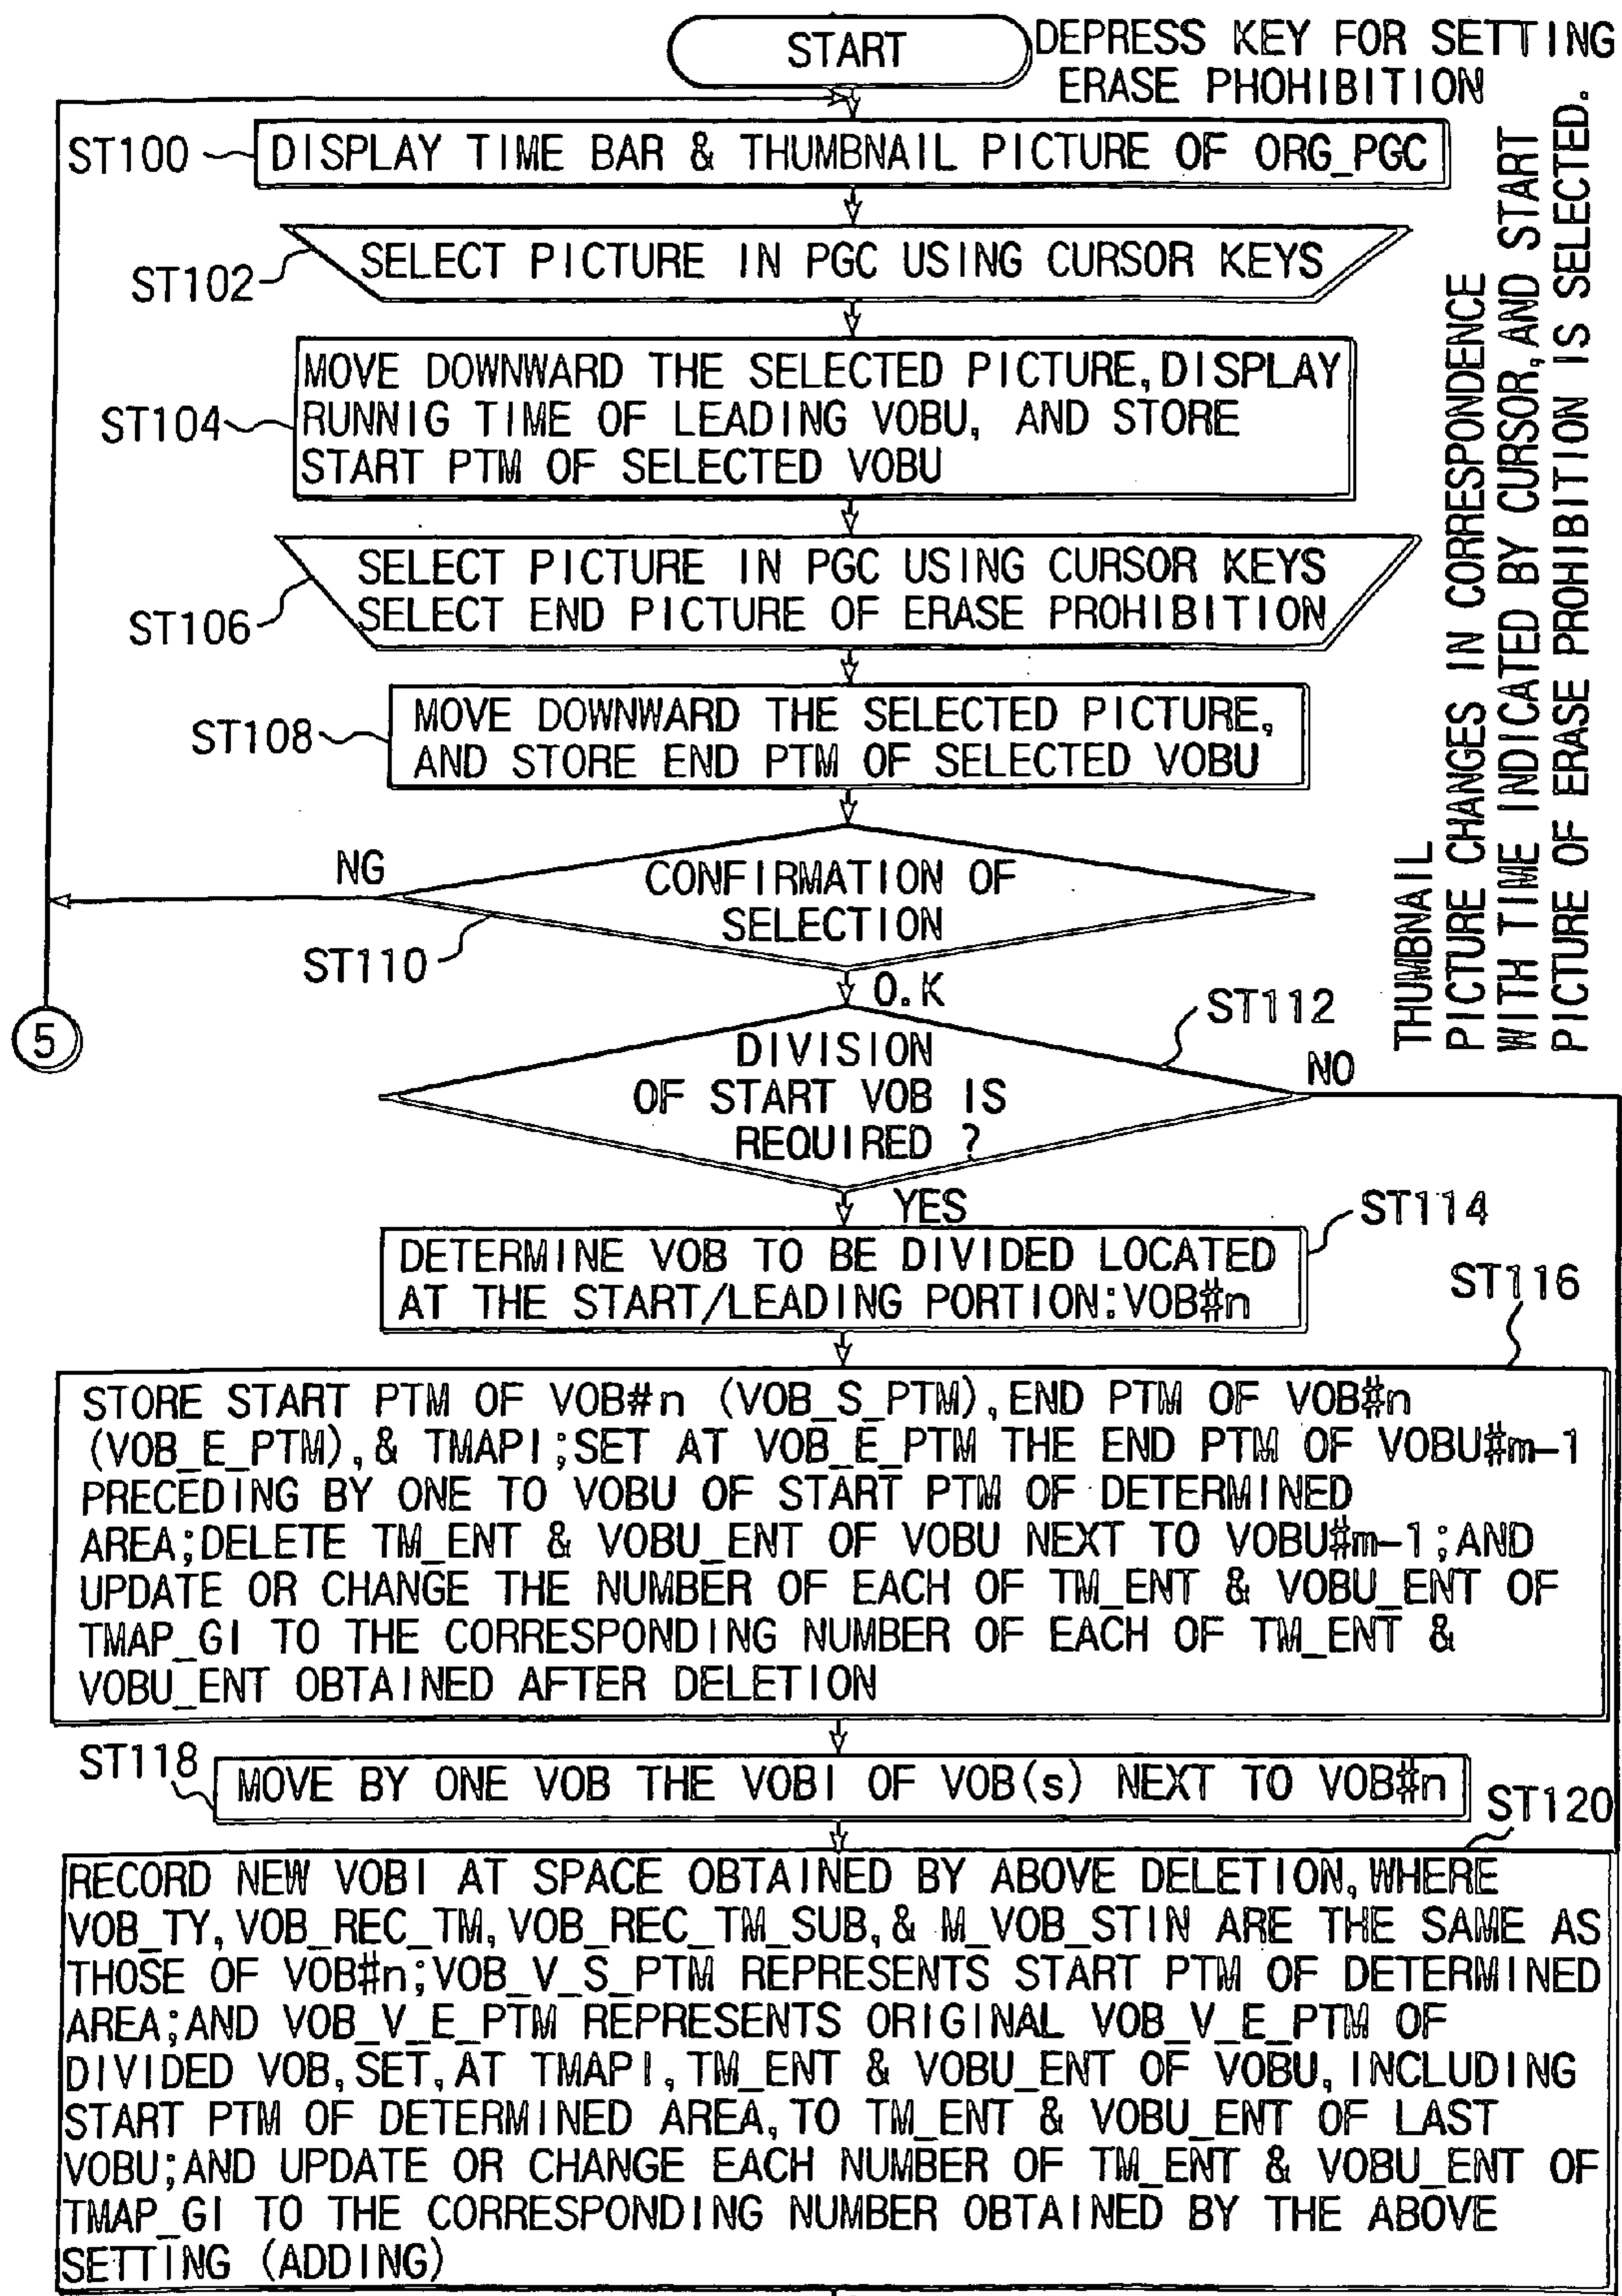 START
DEPRESS KEY FOR SETTING
ERASE PHOHIBITION
ST100
DISPLAY TIME BAR & THUMBNAIL PICTURE OF ORG_PGC
ST102
SELECT PICTURE IN PGC USING CURSOR KEYS
ST104
MOVE DOWNWARD THE SELECTED PICTURE, DISPLAY
RUNNIG TIME OF LEADING VOBU, AND STORE
START PTM OF SELECTED VOBU
ST106
SELECT PICTURE IN PGC USING CURSOR KEYS
SELECT END PICTURE OF ERASE PROHIBITION
THUMBNAIL
PICTURE CHANGES IN CORRESPONDENCE
WITH TIME INDICATED BY CURSOR, AND START
PICTURE OF ERASE PROHIBITION IS SELECTED.
ST108
MOVE DOWNWARD THE SELECTED PICTURE,
AND STORE END PTM OF SELECTED VOBU
NG
CONFIRMATION OF
SELECTION
ST110
O.K
5
ST112
DIVISION
OF START VOB IS
REQUIRED ?
NO
YES
ST114
DETERMINE VOB TO BE DIVIDED LOCATED
AT THE START/LEADING PORTION:VOB#n
ST116
STORE START PTM OF VOB#n (VOB_S_PTM), END PTM OF VOB#n
(VOB_E_PTM), & TMAPI;SET AT VOB_E_PTM THE END PTM OF VOBU#m-1
PRECEDING BY ONE TO VOBU OF START PTM OF DETERMINED
AREA;DELETE TM_ENT & VOBU_ENT OF VOBU NEXT TO VOBU#m-1;AND
UPDATE OR CHANGE THE NUMBER OF EACH OF TM_ENT & VOBU_ENT OF
TMAP_GI TO THE CORRESPONDING NUMBER OF EACH OF TM_ENT &
VOBU_ENT OBTAINED AFTER DELETION
ST118
MOVE BY ONE VOB THE VOBI OF VOB(s) NEXT TO VOB#n
ST120
RECORD NEW VOBI AT SPACE OBTAINED BY ABOVE DELETION, WHERE
VOB_TY, VOB_REC_TM, VOB_REC_TM_SUB, & M_VOB_STIN ARE THE SAME AS
THOSE OF VOB#n;VOB_V_S_PTM REPRESENTS START PTM OF DETERMINED
AREA;AND VOB_V_E_PTM REPRESENTS ORIGINAL VOB_V_E_PTM OF
DIVIDED VOB, SET, AT TMAPI, TM_ENT & VOBU_ENT OF VOBU, INCLUDING
START PTM OF DETERMINED AREA, TO TM_ENT & VOBU_ENT OF LAST
VOBU;AND UPDATE OR CHANGE EACH NUMBER OF TM_ENT & VOBU_ENT OF
TMAP_GI TO THE CORRESPONDING NUMBER OBTAINED BY THE ABOVE
SETTING (ADDING)